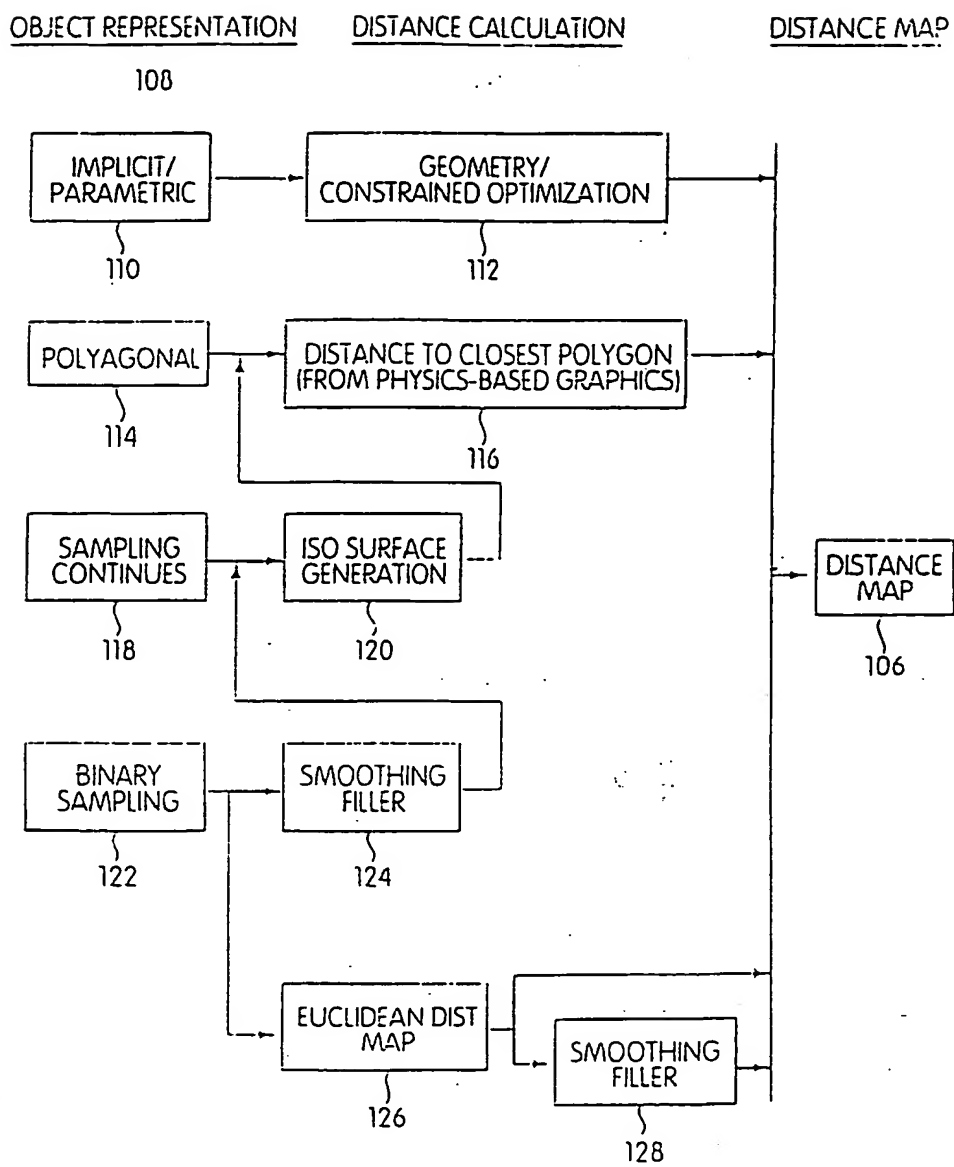 OBJECT REPRESENTATION
DISTANCE CALCULATION
DISTANCE MAP
108
IMPLICIT/
PARAMETRIC
110
GEOMETRY/
CONSTRAINED OPTIMIZATION
112
POLYAGONAL
114
DISTANCE TO CLOSEST POLYGON
(FROM PHYSICS-BASED GRAPHICS)
116
SAMPLING
CONTINUES
118
ISO SURFACE
GENERATION
120
DISTANCE
MAP
106
BINARY
SAMPLING
122
SMOOTHING
FILLER
124
EUCLIDEAN DIST
MAP
126
SMOOTHING
FILLER
128